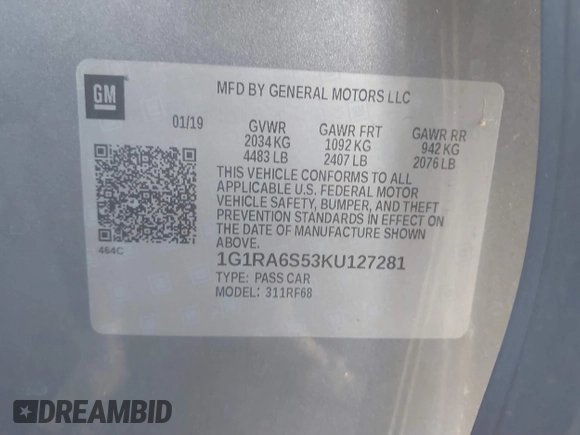 GM
MFD BY GENERAL MOTORS LLC
01/19 GVWR GAWR FRT GAWR RR
2034 KG 1092 KG 942 KG
4483 LB 2407 LB 2076 LB
THIS VEHICLE CONFORMS TO ALL
APPLICABLE U.S. FEDERAL MOTOR
VEHICLE SAFETY, BUMPER, AND THEFT
PREVENTION STANDARDS IN EFFECT ON
THE DATE OF MANUFACTURE SHOWN
ABOVE.
464C
1G1RA6S53KU127281
TYPE: PASS CAR
MODEL: 311RF68
DREAMBID